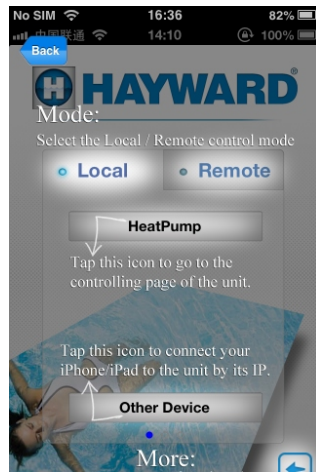 No SIM 16:36 82%
中国联通 14:10 100%
Back
HAYWARD®
Mode:
Select the Local / Remote control mode
Local Remote
HeatPump
Tap this icon to go to the
controlling page of the unit.
Tap this icon to connect your
iPhone/iPad to the unit by its IP.
Other Device
More: